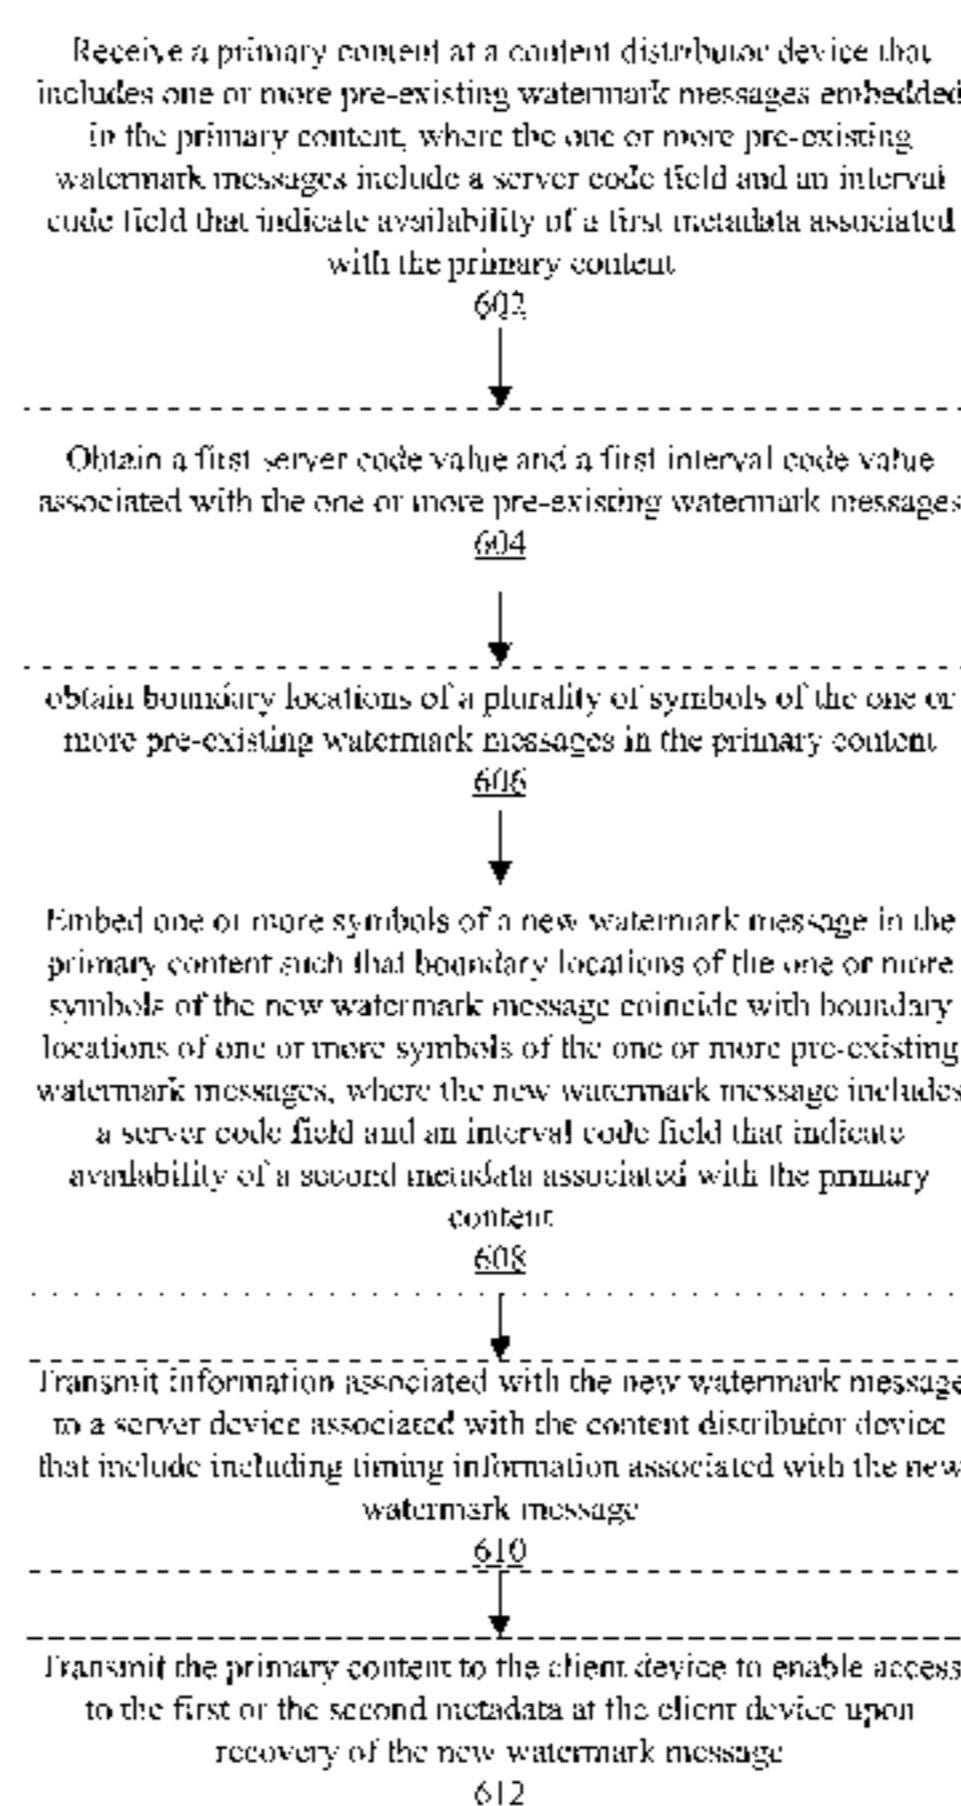 Receive a primary content at a content distributor device that
includes one or more pre-existing watermark messages embedded
in the primary content, where the one or more pre-existing
watermark messages include a server code field and an interval
code field that indicate availability of a first metadata associated
with the primary content
602
Obtain a first server code value and a first interval code value
associated with the one or more pre-existing watermark messages
604
obtain boundary locations of a plurality of symbols of the one or
more pre-existing watermark messages in the primary content
606
Embed one or more symbols of a new watermark message in the
primary content such that boundary locations of the one or more
symbols of the new watermark message coincide with boundary
locations of one or more symbols of the one or more pre-existing
watermark messages, where the new watermark message includes
a server code field and an interval code field that indicate
availability of a second metadata associated with the primary
content
608
Transmit information associated with the new watermark message
to a server device associated with the content distributor device
that include including timing information associated with the new
watermark message
610
Transmit the primary content to the client device to enable access
to the first or the second metadata at the client device upon
recovery of the new watermark message
612